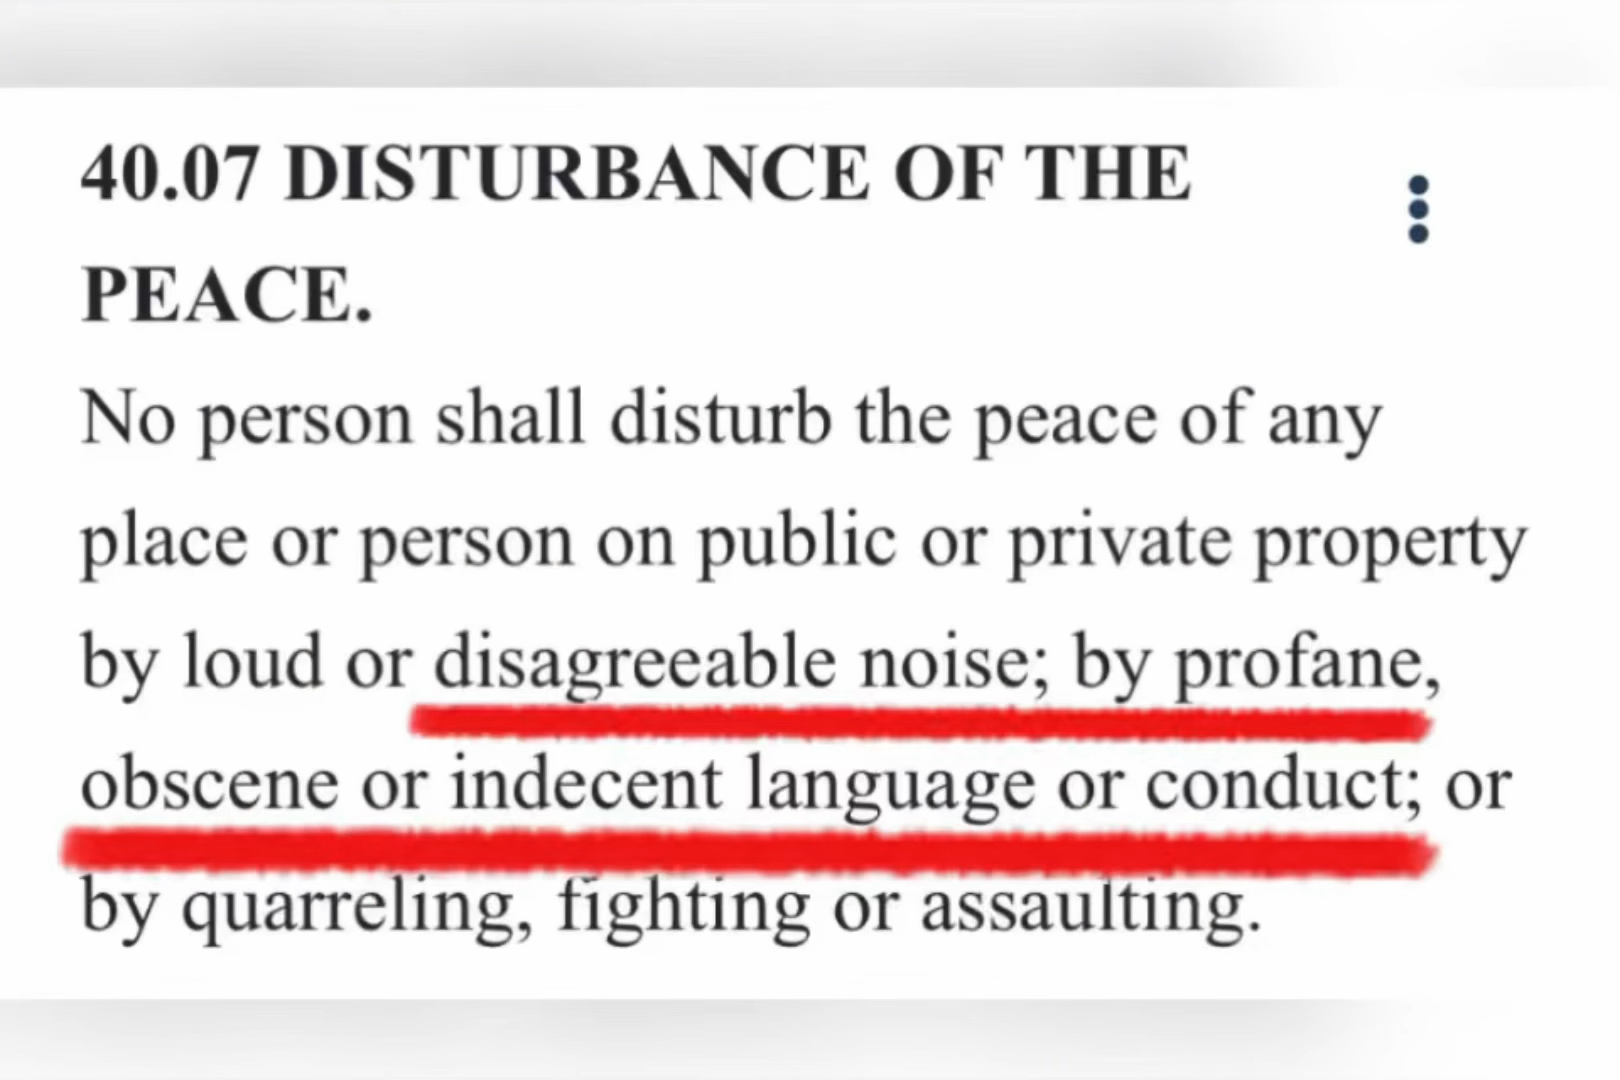 40.07 DISTURBANCE OF THE
PEACE.
No person shall disturb the peace of any
place or person on public or private property
by loud or disagreeable noise; by profane,
obscene or indecent language or conduct; or
by quarreling, fighting or assaulting.